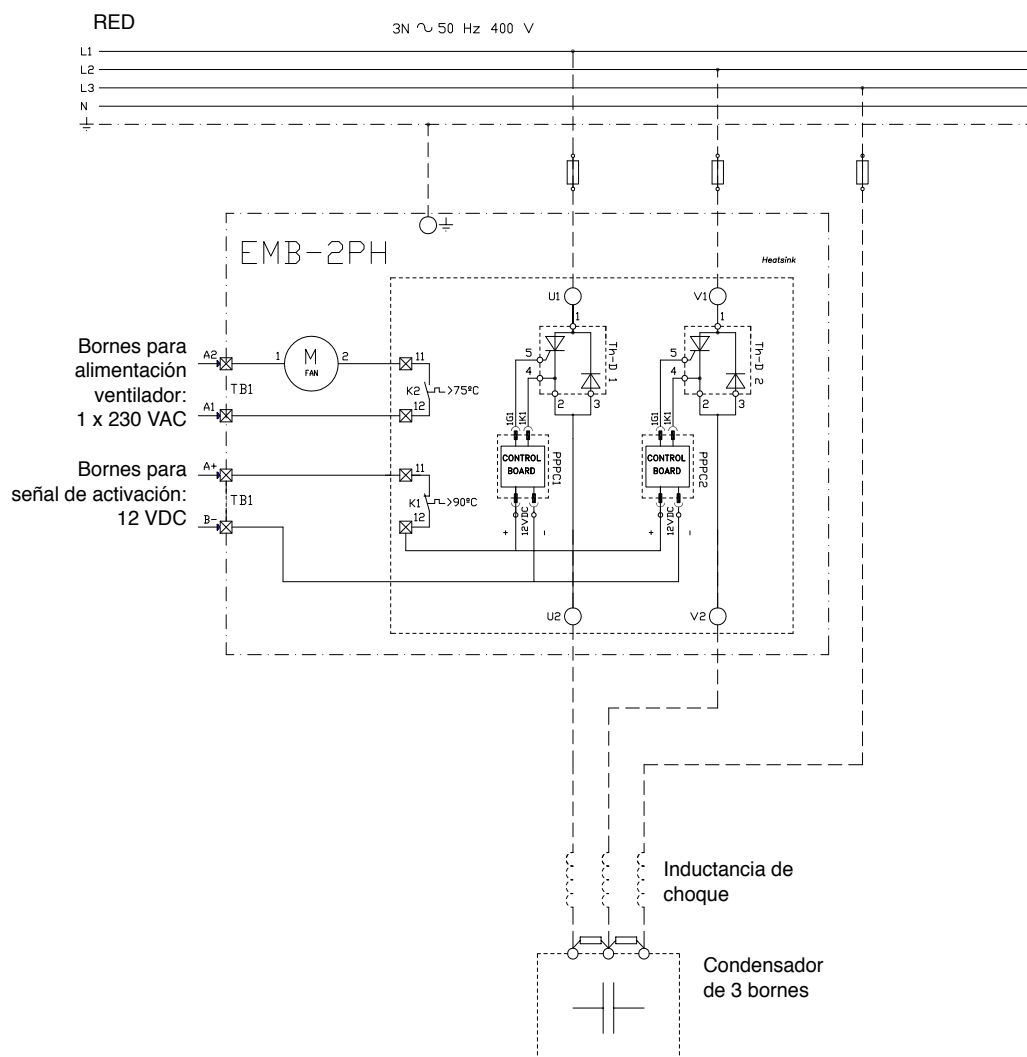 RED
3N ~ 50 Hz 400 V
L1
L2
L3
N
EMB-2PH
Heatsink
U1
V1
1
1
Th-D 1
Th-D 2
5
4
2
3
5
4
2
3
Bornes para
alimentación
ventilador:
1 x 230 VAC
A2
1
M
FAN
2
11
TB1
K2
>75ºC
A1
12
1G1
1K1
1G1
1K1
CONTROL
BOARD
PPPC1
CONTROL
BOARD
PPPC2
Bornes para
señal de activación:
12 VDC
A+
11
TB1
K1
>90ºC
B-
12
+
12VDC
-
+
12VDC
-
U2
V2
Inductancia de
choque
Condensador
de 3 bornes